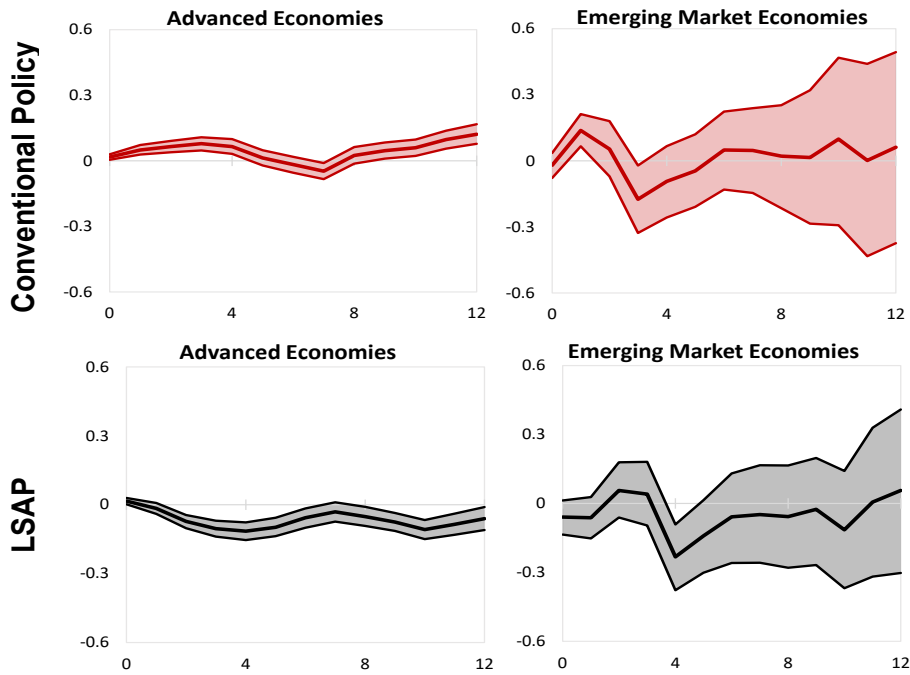 Conventional Policy
Advanced Economies
0.6
0.3
0
-0.3
-0.6
0 4 8 12
Emerging Market Economies
0.6
0.3
0
-0.3
-0.6
0 4 8 12
LSAP
Advanced Economies
0.6
0.3
0
-0.3
-0.6
0 4 8 12
Emerging Market Economies
0.6
0.3
0
-0.3
-0.6
0 4 8 12